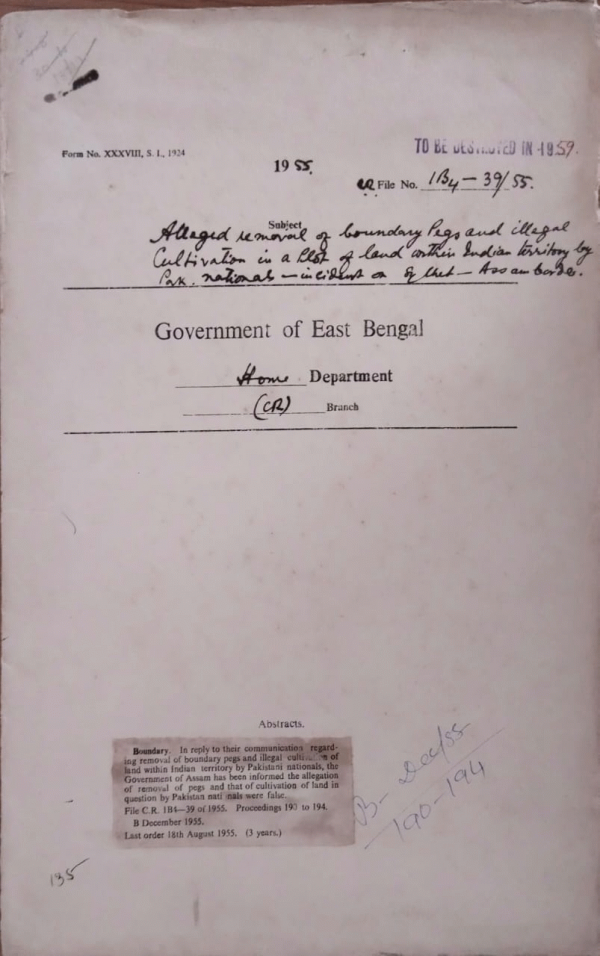 Form No. XXXVIII, S. I., 1924
TO BE DESTROYED IN 1959.
1955.
CR File No. 1B4-39/55.
Subject
Alleged removal of boundary Pegs and illegal
Cultivation in a Plot of land within Indian territory by
Pak. nationals - incident on Sylhet - Assam border.
Government of East Bengal
Home Department
(CR) Branch
Abstracts.
Boundary. In reply to their communication regard-
ing removal of boundary pegs and illegal cultivation of
land within Indian territory by Pakistani nationals, the
Government of Assam has been informed the allegation
of removal of pegs and that of cultivation of land in
question by Pakistan nationals were false.
File C.R. 1B4—39 of 1955. Proceedings 190 to 194.
B December 1955.
Last order 18th August 1955. (3 years.)
B- Dec/55
190-194
135